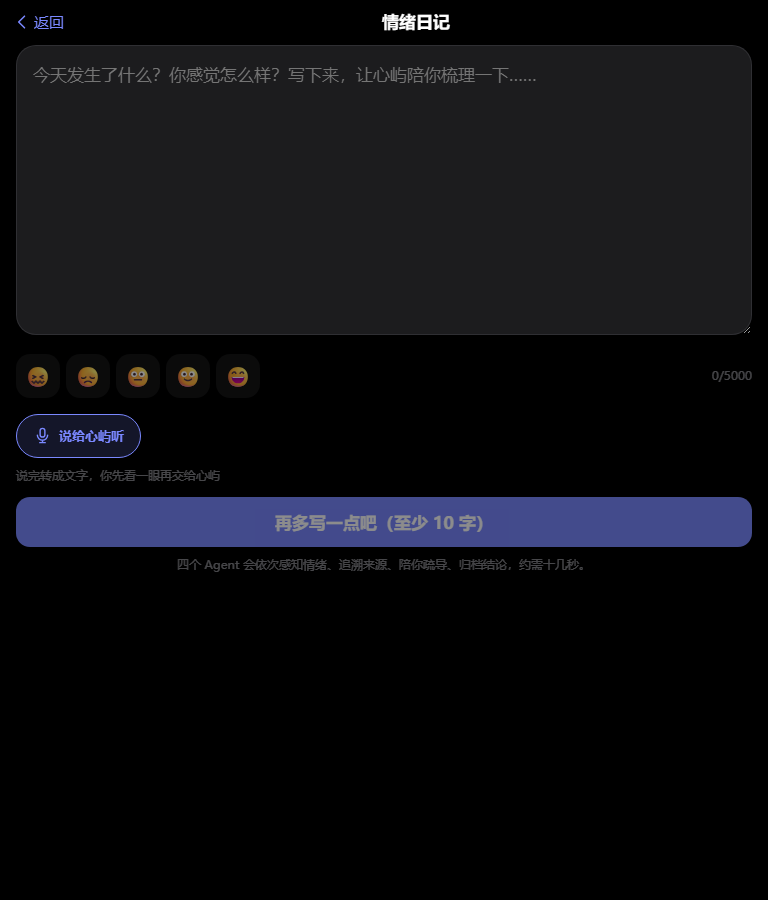 返回
情绪日记
今天发生了什么？你感觉怎么样？写下来，让心屿陪你梳理一下……
0/5000
说给心屿听
说完转成文字，你先看一眼再交给心屿
再多写一点吧（至少 10 字）
四个 Agent 会依次感知情绪、追溯来源、陪你疏导、归档结论，约需十几秒。